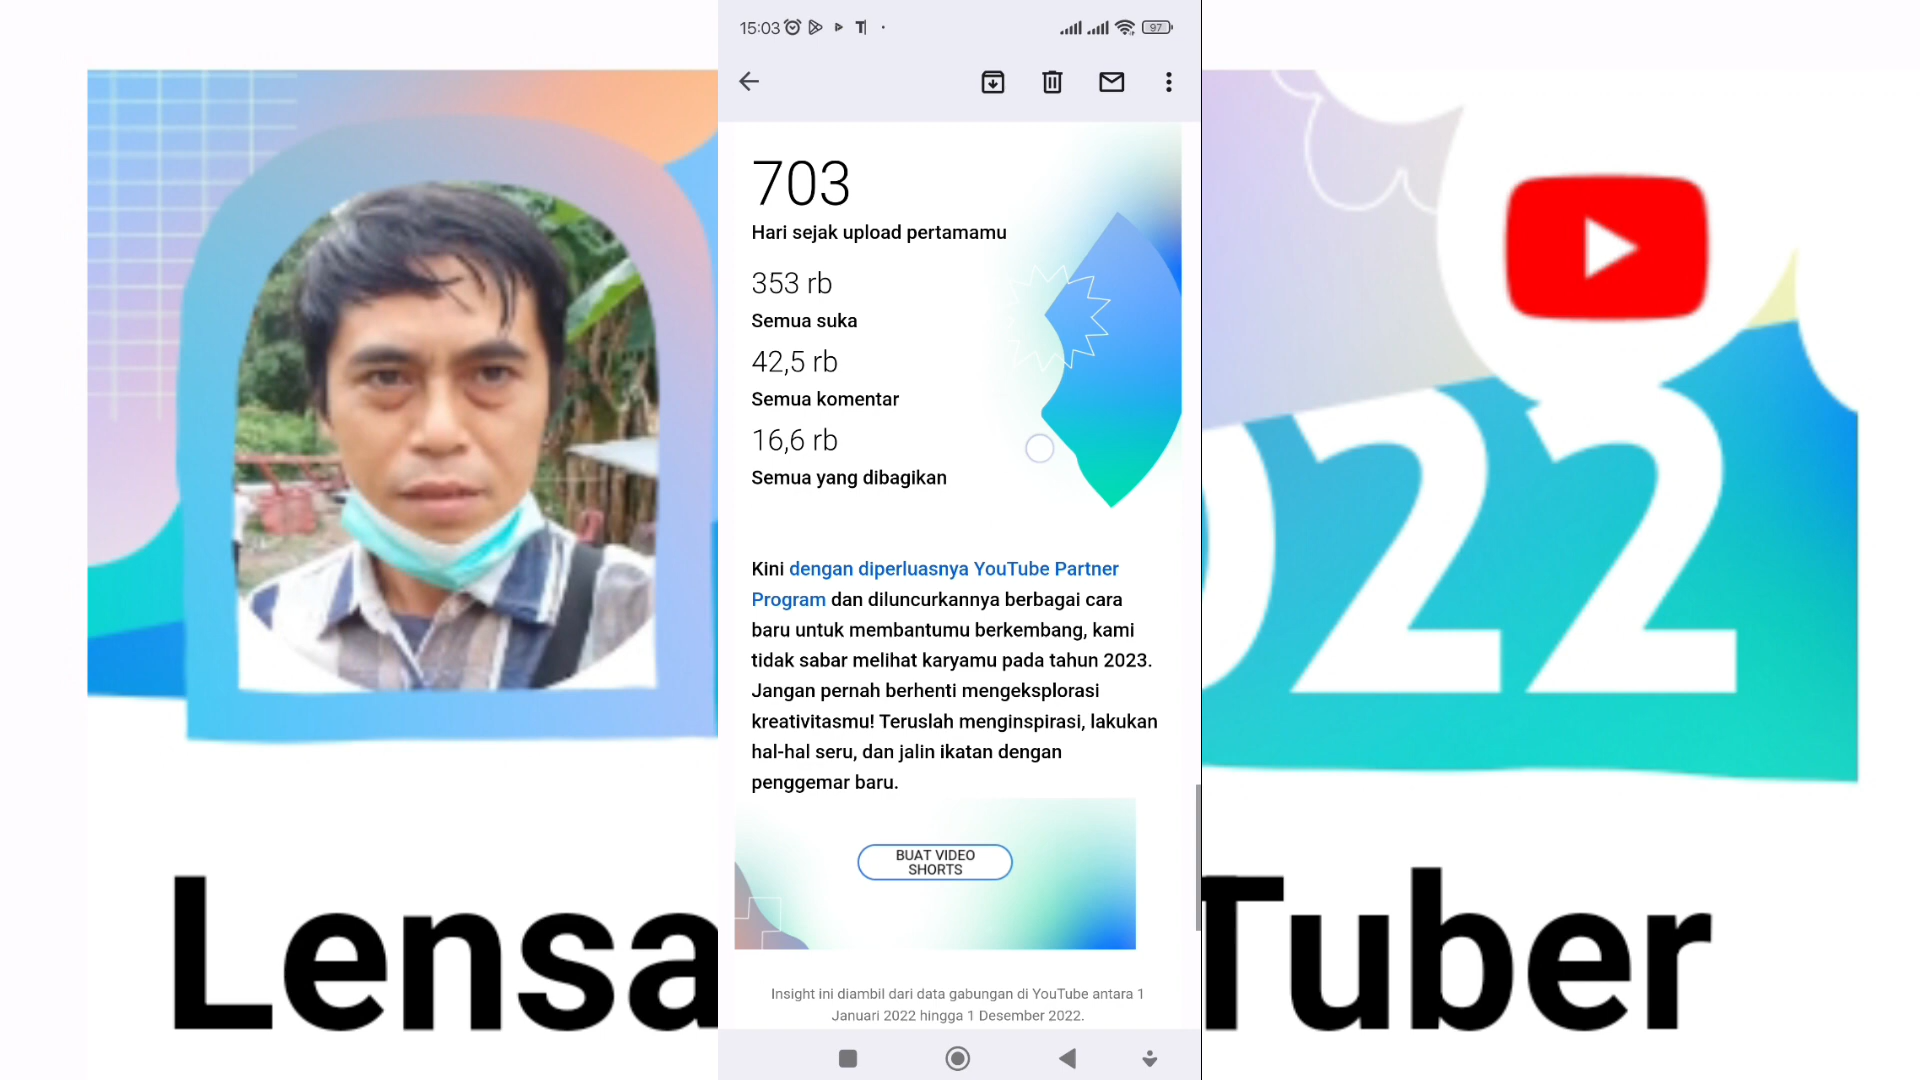 15:03
97
703
Hari sejak upload pertamamu
353 rb
Semua suka
42,5 rb
Semua komentar
16,6 rb
Semua yang dibagikan
Kini dengan diperluasnya YouTube Partner
Program dan diluncurkannya berbagai cara
baru untuk membantumu berkembang, kami
tidak sabar melihat karyamu pada tahun 2023.
Jangan pernah berhenti mengeksplorasi
kreativitasmu! Teruslah menginspirasi, lakukan
hal-hal seru, dan jalin ikatan dengan
penggemar baru.
BUAT VIDEO
SHORTS
Insight ini diambil dari data gabungan di YouTube antara 1
Januari 2022 hingga 1 Desember 2022.
022
Lensa Tuber